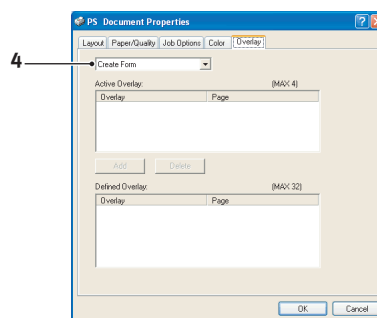 PS Document Properties
Layout Paper/Quality Job Options Color Overlay
4
Create Form
Active Overlay: (MAX 4)
Overlay Page
Add Delete
Defined Overlay: (MAX 32)
Overlay Page
OK Cancel